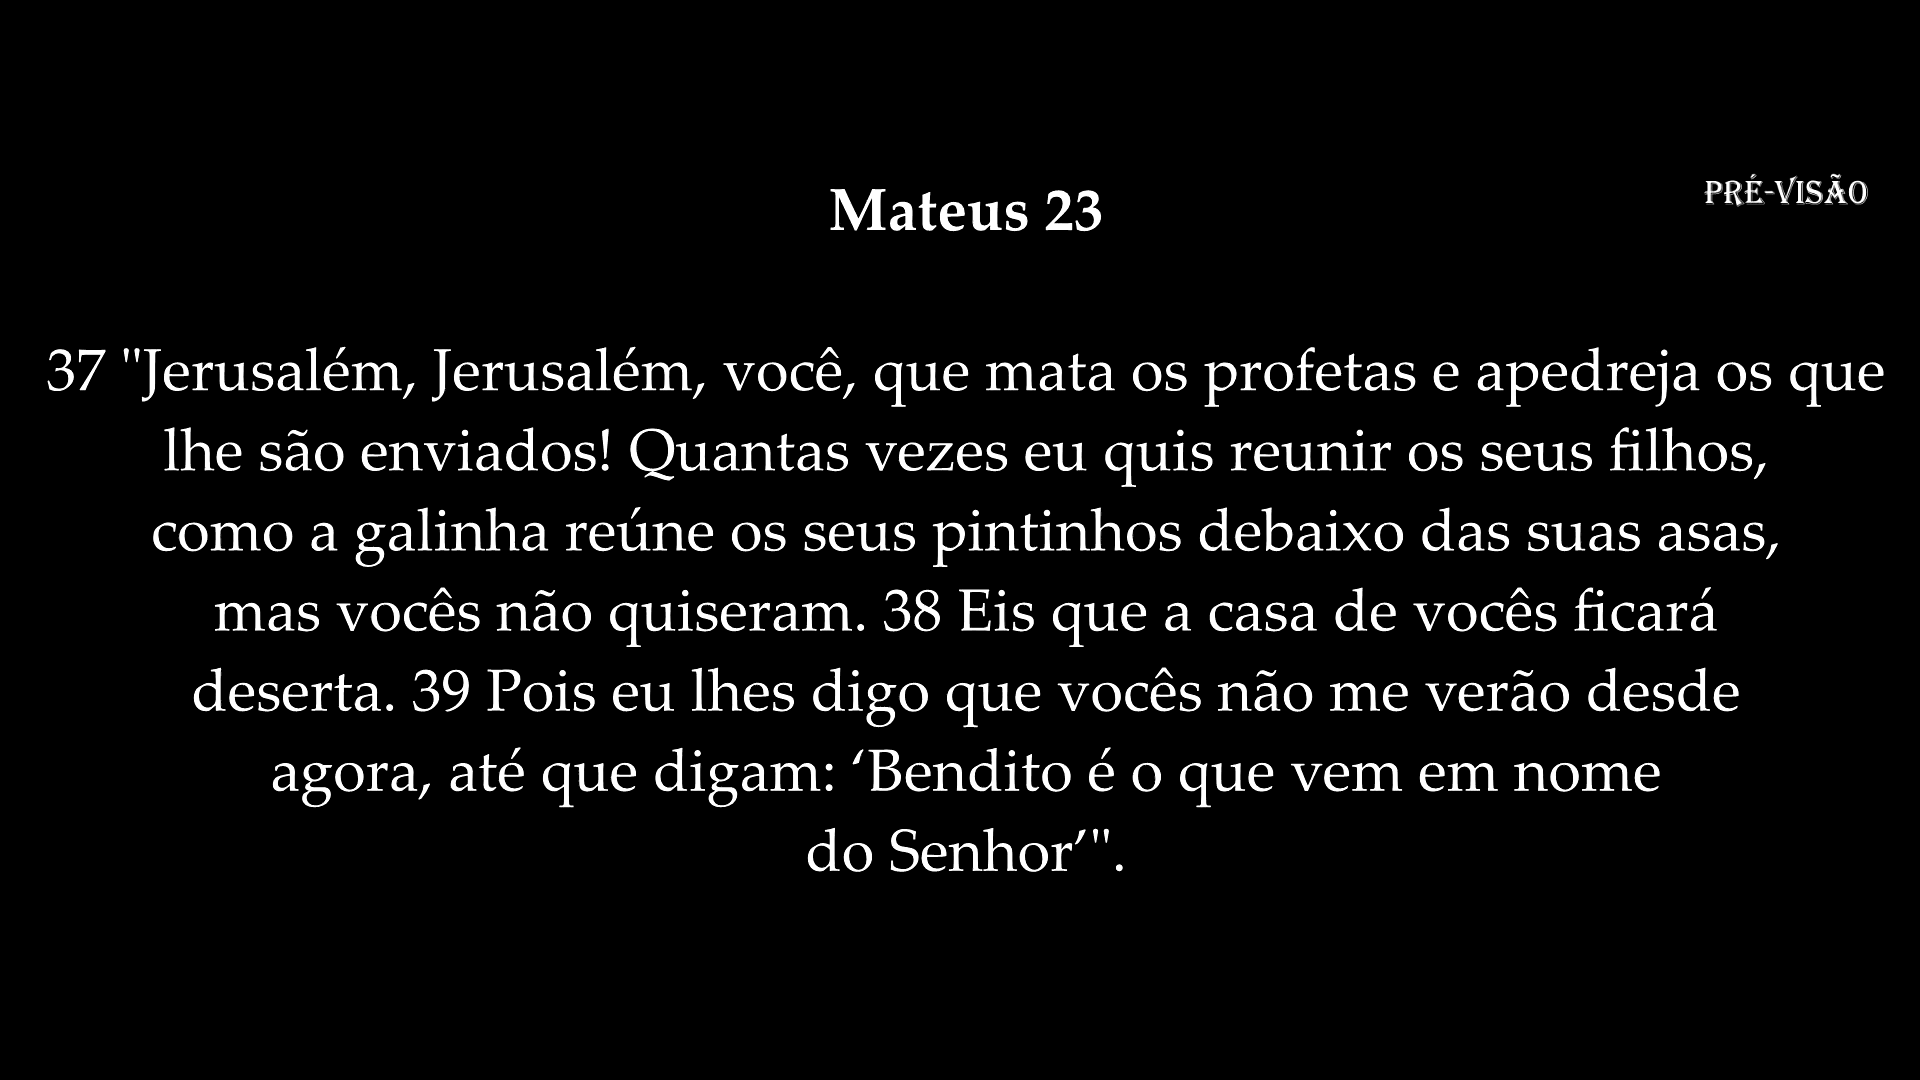 Mateus 23
PRÉ-VISÃO
37 "Jerusalém, Jerusalém, você, que mata os profetas e apedreja os que
lhe são enviados! Quantas vezes eu quis reunir os seus filhos,
como a galinha reúne os seus pintinhos debaixo das suas asas,
mas vocês não quiseram. 38 Eis que a casa de vocês ficará
deserta. 39 Pois eu lhes digo que vocês não me verão desde
agora, até que digam: ‘Bendito é o que vem em nome
do Senhor’".